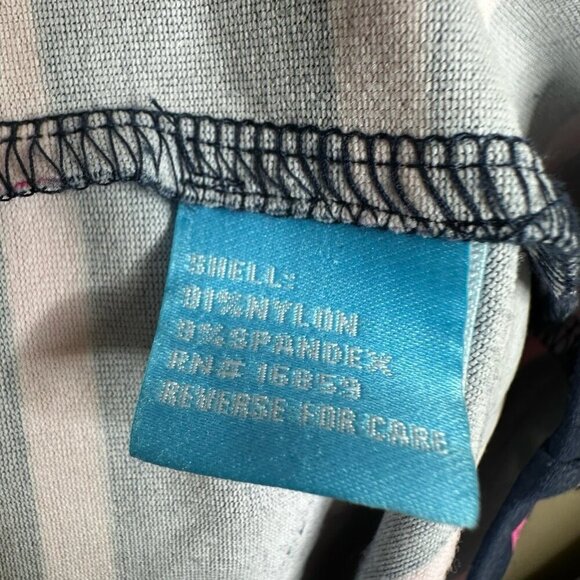 SHELL:
91%NYLON
9%SPANDEX
RN# 16859
REVERSE FOR CARE